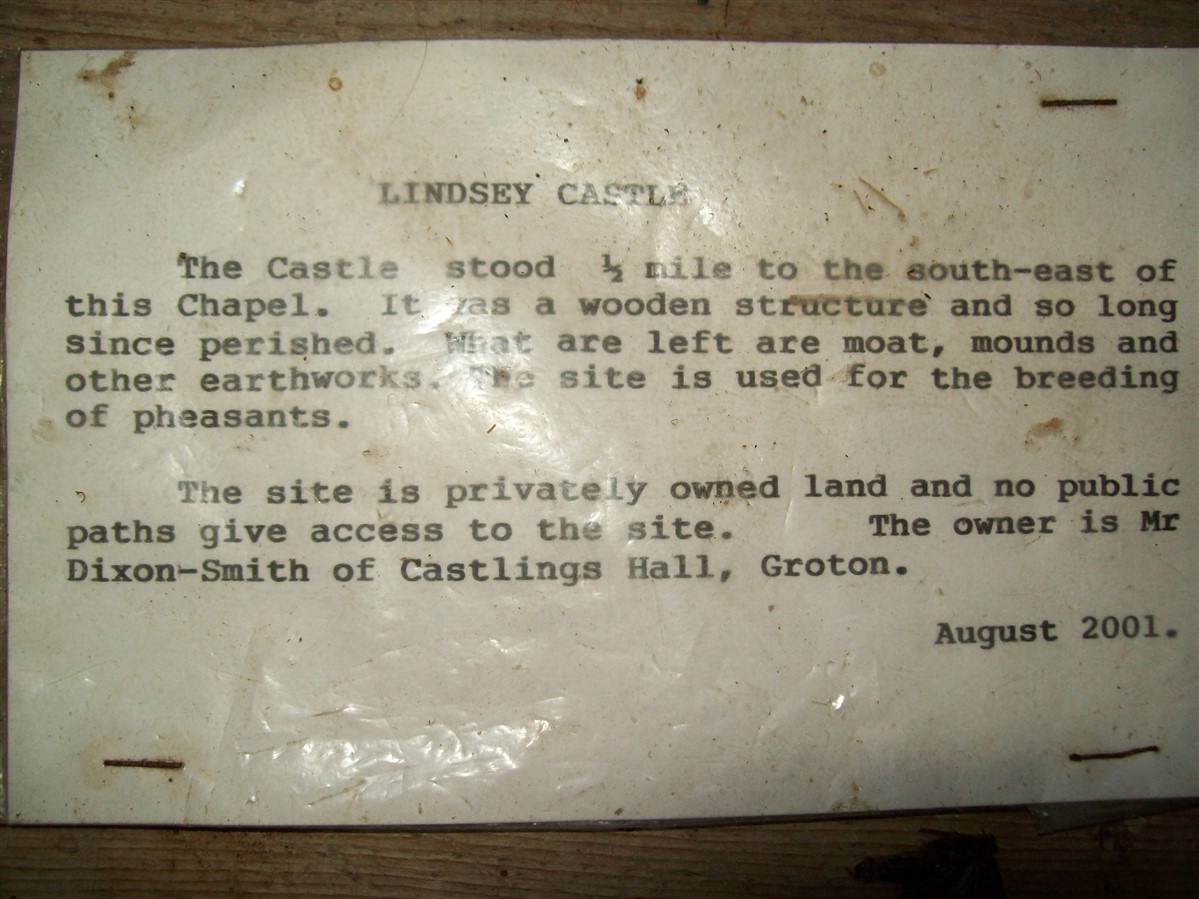 LINDSEY CASTLE
The Castle stood ½ mile to the south-east of
this Chapel. It was a wooden structure and so long
since perished. What are left are moat, mounds and
other earthworks. The site is used for the breeding
of pheasants.
The site is privately owned land and no public
paths give access to the site. The owner is Mr
Dixon-Smith of Castlings Hall, Groton.
August 2001.